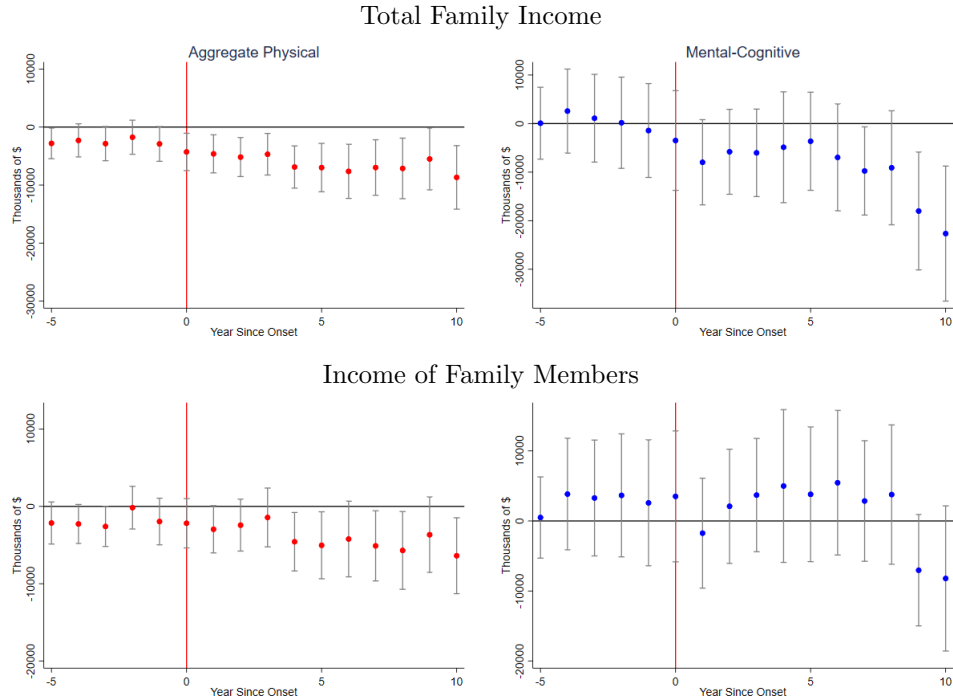 Total Family Income
Aggregate Physical
Thousands of $
10000
0
-10000
-20000
-30000
-5
0
5
10
Year Since Onset
Mental-Cognitive
Thousands of $
10000
0
-10000
-20000
-30000
-5
0
5
10
Year Since Onset
Income of Family Members
Thousands of $
10000
0
-10000
-20000
-5
0
5
10
Year Since Onset
Thousands of $
10000
0
-10000
-20000
-5
0
5
10
Year Since Onset